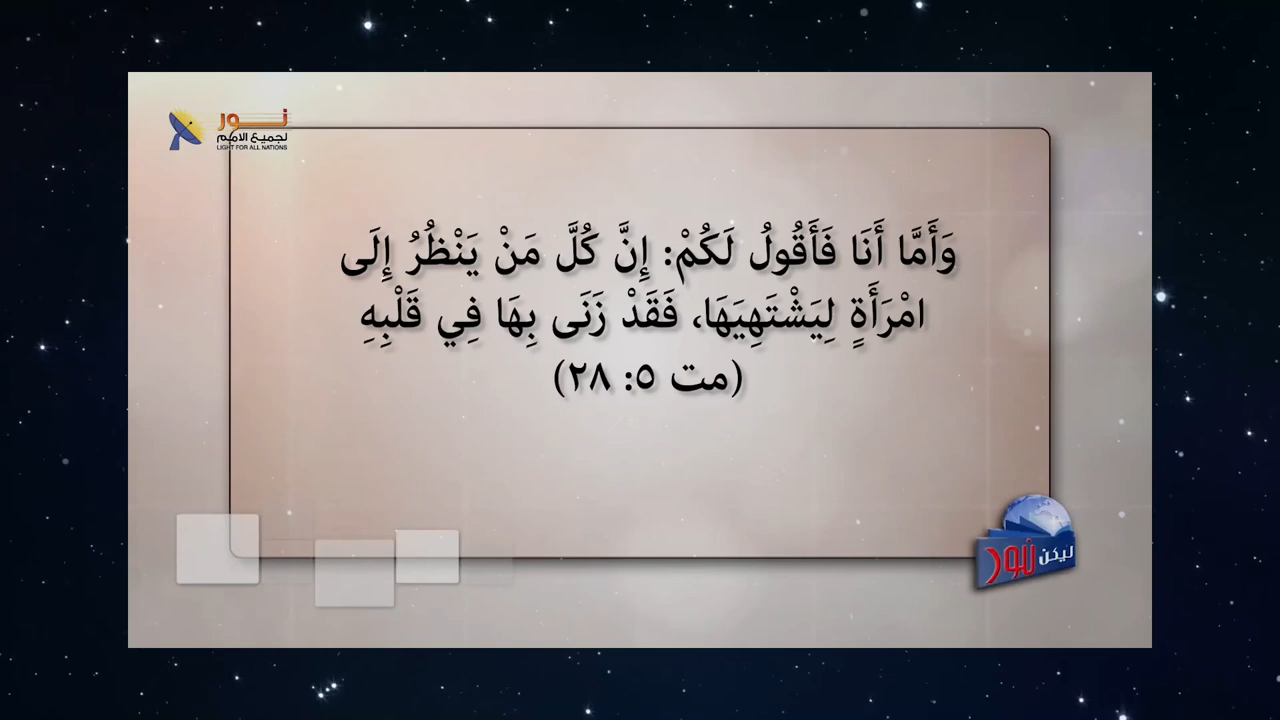 نور
لجميع الامم
LIGHT FOR ALL NATIONS
وَأَمَّا أَنَا فَأَقُولُ لَكُمْ: إِنَّ كُلَّ مَنْ يَنْظُرُ إِلَى
امْرَأَةٍ لِيَشْتَهِيَهَا، فَقَدْ زَنَى بِهَا فِي قَلْبِهِ
(مت ٥: ٢٨)
ليكن نور